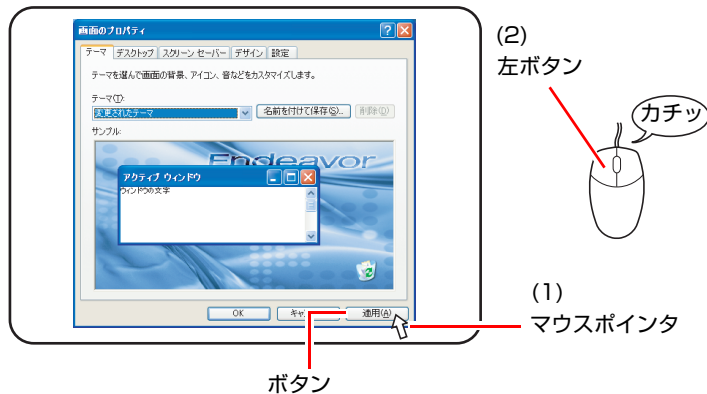 画面のプロパティ
テーマ デスクトップ スクリーン セーバー デザイン 設定
テーマを選んで画面の背景、アイコン、音などをカスタマイズします。
テーマ(T):
変更されたテーマ
名前を付けて保存(S)... 削除(D)
サンプル:
Endeavor
アクティブ ウィンドウ
ウィンドウの文字
OK キャ 適用(A)
(2)
左ボタン
カチッ
(1)
マウスポインタ
ボタン